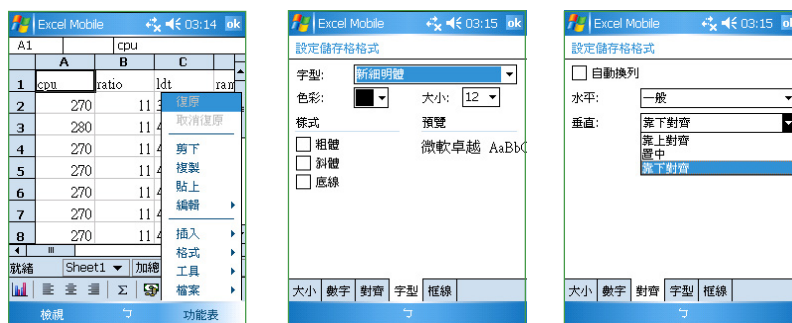 Excel Mobile 03:14 ok
A1 cpu
A B C
1 cpu ratio ldt ram
2 270 11 3
3 280 11 4
4 270 11 4
5 270 11 4
6 270 11 4
7 270 11 4
8 270 11 4
復原
取消復原
剪下
複製
貼上
編輯
插入
格式
工具
檔案
就緒 Sheet1 加總
檢視 功能表
Excel Mobile 03:15 ok
設定儲存格格式
字型: 新細明體
色彩: 大小: 12
樣式 預覽
粗體 微軟卓越 AaBbC
斜體
底線
大小 數字 對齊 字型 框線
Excel Mobile 03:15 ok
設定儲存格格式
自動換列
水平: 一般
垂直: 靠下對齊
靠上對齊
置中
靠下對齊
大小 數字 對齊 字型 框線